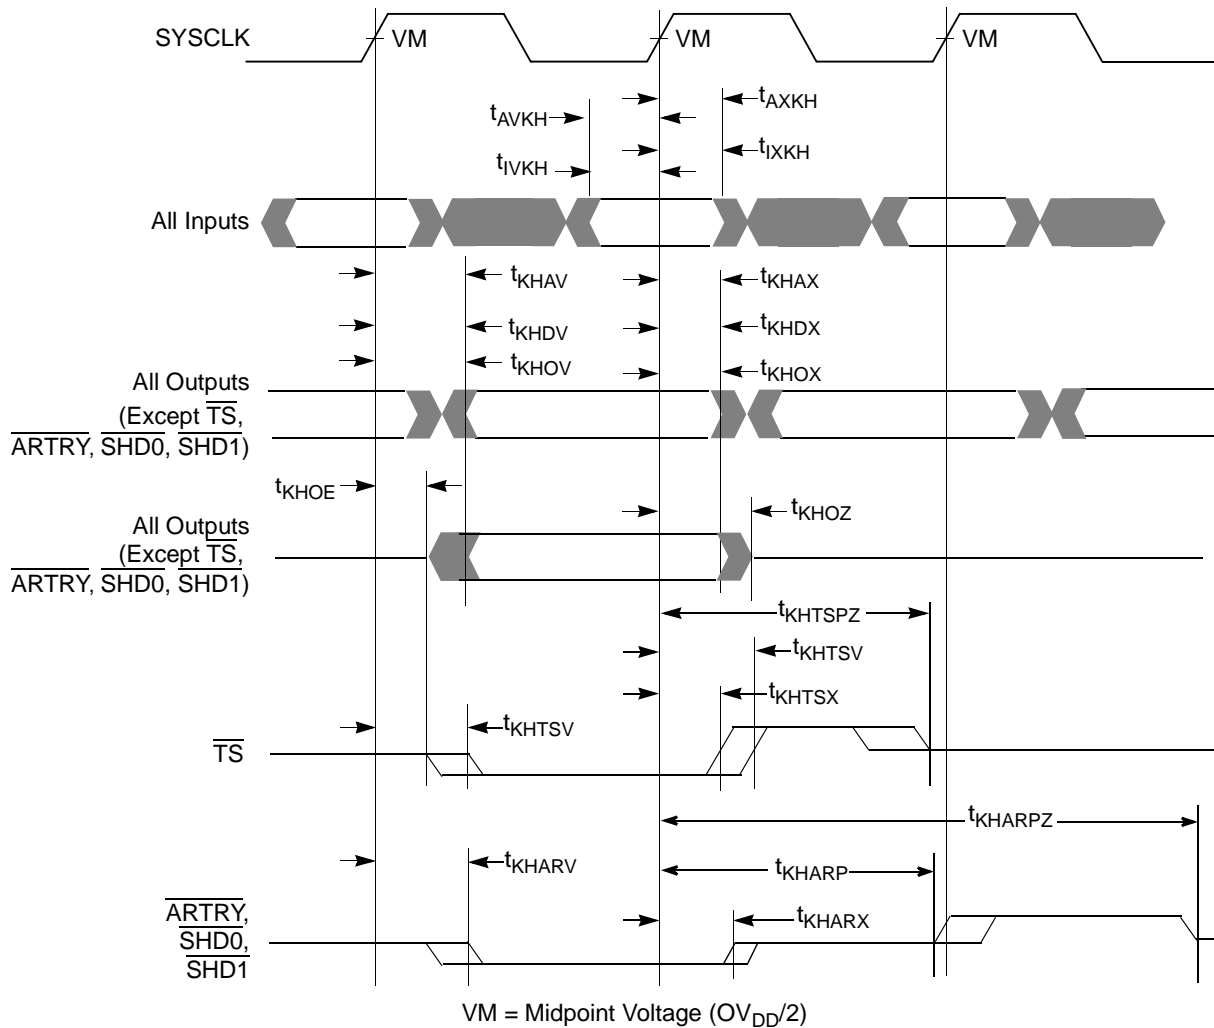 SYSCLK
VM
VM
VM
tAXKH
tAVKH
tIXKH
tIVKH
All Inputs
tKHAV
tKHAX
tKHDV
tKHDX
tKHOV
tKHOX
All Outputs
(Except TS,
ARTRY, SHD0, SHD1)
tKHOE
tKHOZ
All Outputs
(Except TS,
ARTRY, SHD0, SHD1)
tKHTSPZ
tKHTSV
tKHTSX
tKHTSV
TS
tKHARPZ
tKHARV
tKHARP
tKHARX
ARTRY,
SHD0,
SHD1
VM = Midpoint Voltage (OVDD/2)